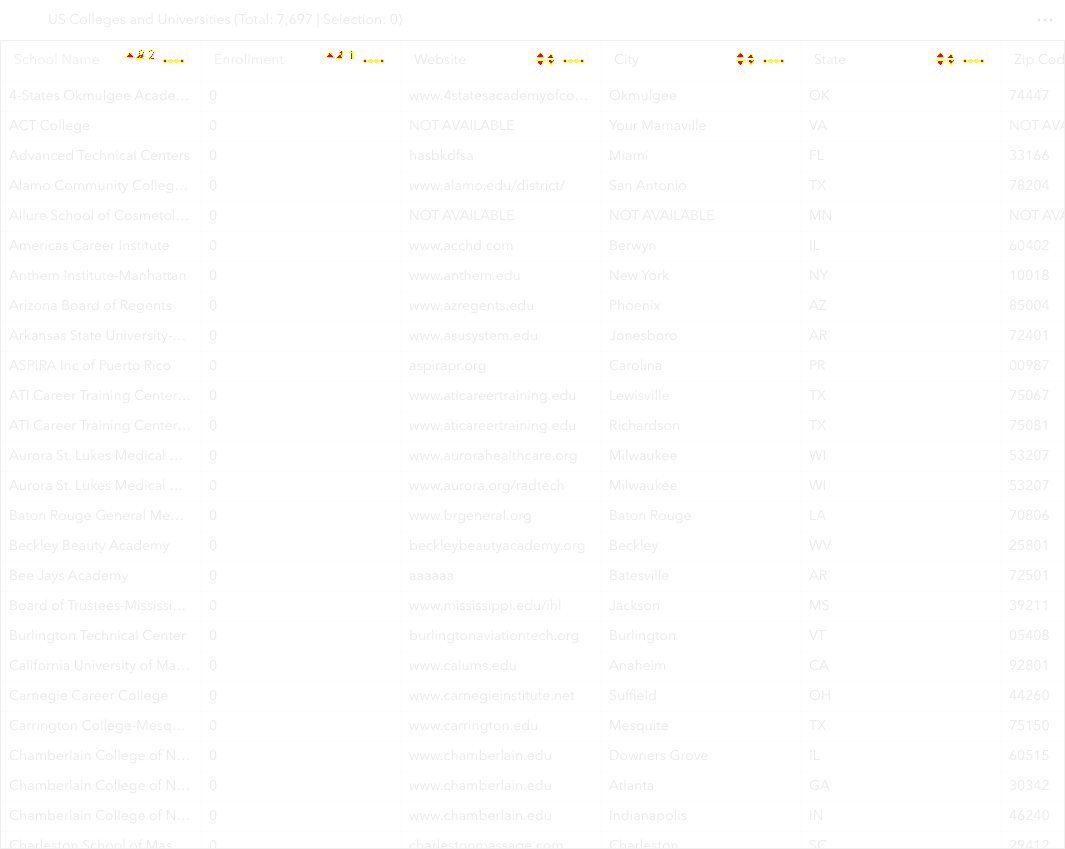 US Colleges and Universities (Total: 7,697 | Selection: 0)
School Name 2 Enrollment 1 Website City State Zip Cod
4-States Okmulgee Acade... 0 www.4statesacademyofco... Okmulgee OK 74447
ACT College 0 NOT AVAILABLE Your Mamaville VA NOT AVA
Advanced Technical Centers 0 hasbkdfsa Miami FL 33166
Alamo Community Colleg... 0 www.alamo.edu/district/ San Antonio TX 78204
Allure School of Cosmetol... 0 NOT AVAILABLE NOT AVAILABLE MN NOT AVA
Americas Career Institute 0 www.acchd.com Berwyn IL 60402
Anthem Institute-Manhattan 0 www.anthem.edu New York NY 10018
Arizona Board of Regents 0 www.azregents.edu Phoenix AZ 85004
Arkansas State University-... 0 www.asusystem.edu Jonesboro AR 72401
ASPIRA Inc of Puerto Rico 0 aspirapr.org Carolina PR 00987
ATI Career Training Center... 0 www.aticareertraining.edu Lewisville TX 75067
ATI Career Training Center... 0 www.aticareertraining.edu Richardson TX 75081
Aurora St. Lukes Medical ... 0 www.aurorahealthcare.org Milwaukee WI 53207
Aurora St. Lukes Medical ... 0 www.aurora.org/radtech Milwaukee WI 53207
Baton Rouge General Me... 0 www.brgeneral.org Baton Rouge LA 70806
Beckley Beauty Academy 0 beckleybeautyacademy.org Beckley WV 25801
Bee Jays Academy 0 aaaaaa Batesville AR 72501
Board of Trustees-Mississi... 0 www.mississippi.edu/ihl Jackson MS 39211
Burlington Technical Center 0 burlingtonaviationtech.org Burlington VT 05408
California University of Ma... 0 www.calums.edu Anaheim CA 92801
Carnegie Career College 0 www.carnegieinstitute.net Suffield OH 44260
Carrington College-Mesq... 0 www.carrington.edu Mesquite TX 75150
Chamberlain College of N... 0 www.chamberlain.edu Downers Grove IL 60515
Chamberlain College of N... 0 www.chamberlain.edu Atlanta GA 30342
Chamberlain College of N... 0 www.chamberlain.edu Indianapolis IN 46240
Charleston School of Mas... 0 charlestonmassage.com Charleston SC 29412